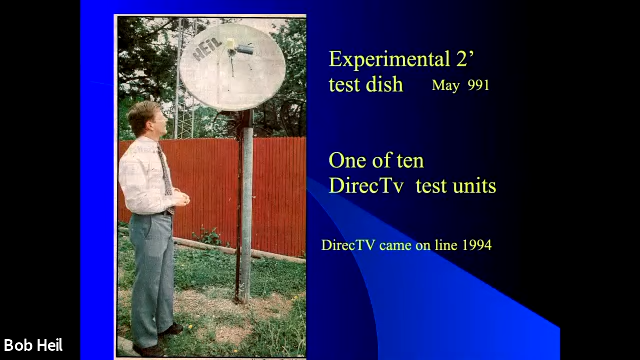 HEIL
Experimental 2’
test dish May 991
One of ten
DirecTv test units
DirecTV came on line 1994
Bob Heil